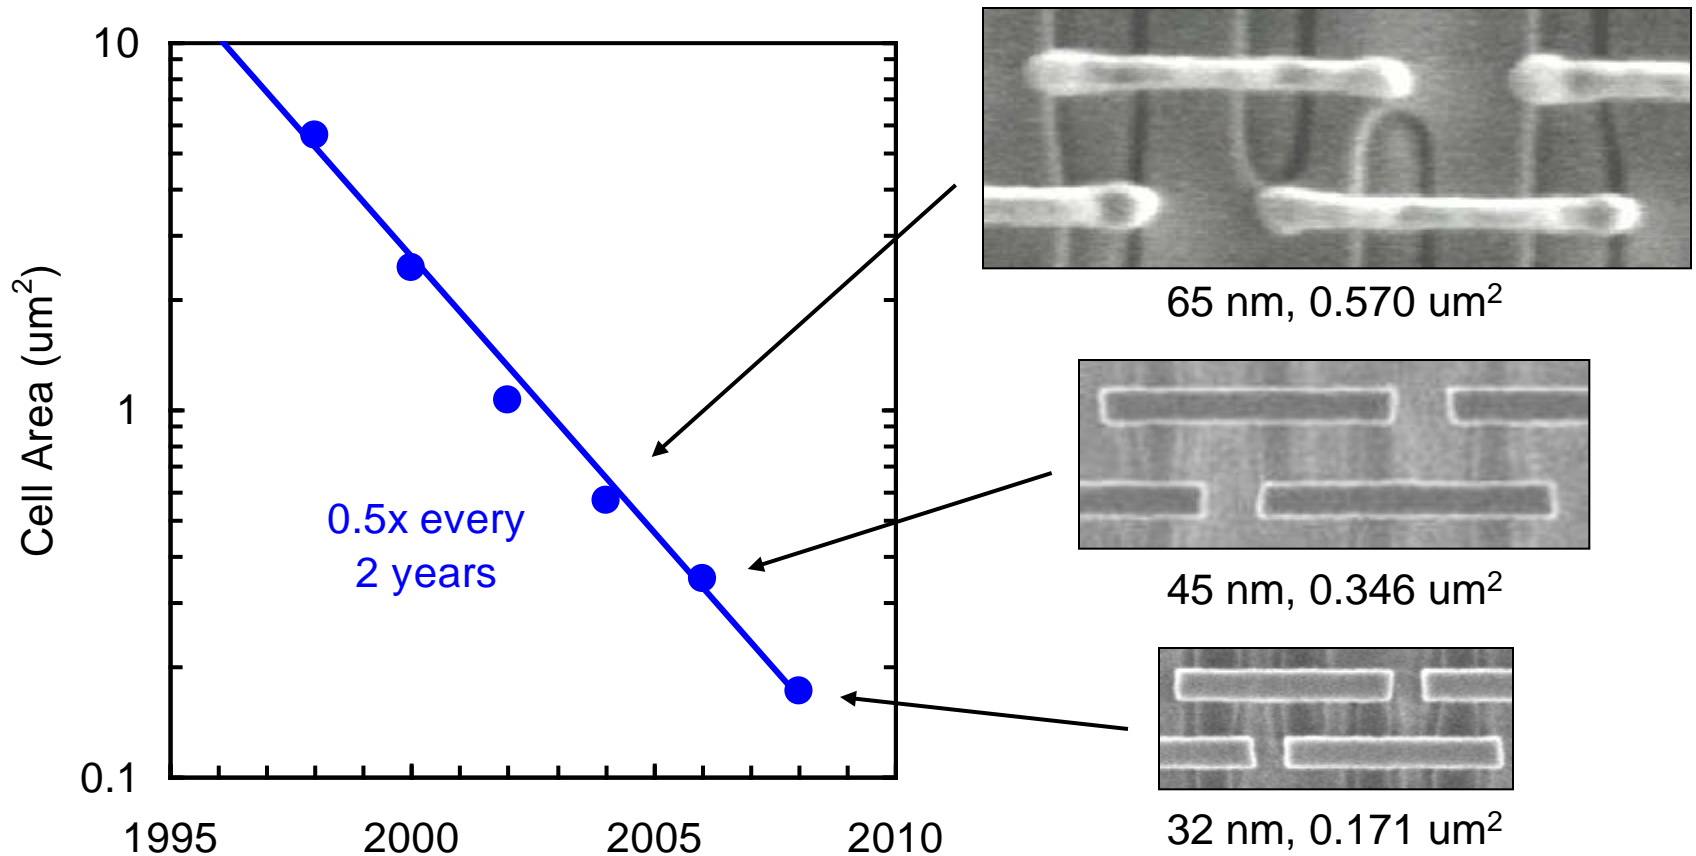 10
1
0.1
Cell Area (um²)
0.5x every
2 years
1995 2000 2005 2010
65 nm, 0.570 um²
45 nm, 0.346 um²
32 nm, 0.171 um²